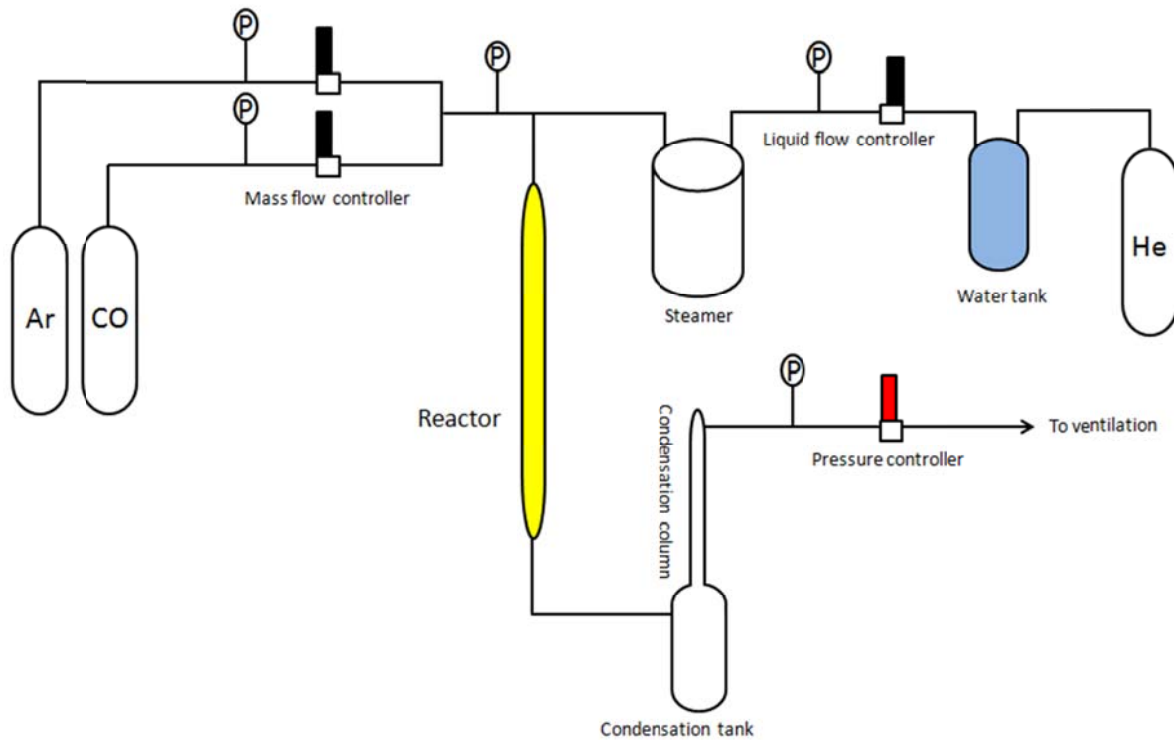 P
P
P
P
Mass flow controller
Liquid flow controller
Ar
CO
He
Water tank
Steamer
P
Reactor
Condensation column
To ventilation
Pressure controller
Condensation tank